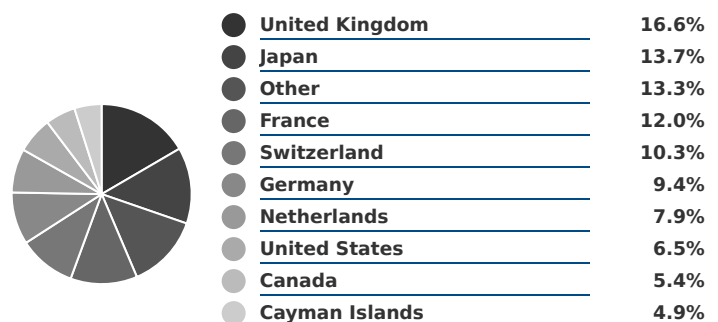 United Kingdom 16.6%
Japan 13.7%
Other 13.3%
France 12.0%
Switzerland 10.3%
Germany 9.4%
Netherlands 7.9%
United States 6.5%
Canada 5.4%
Cayman Islands 4.9%